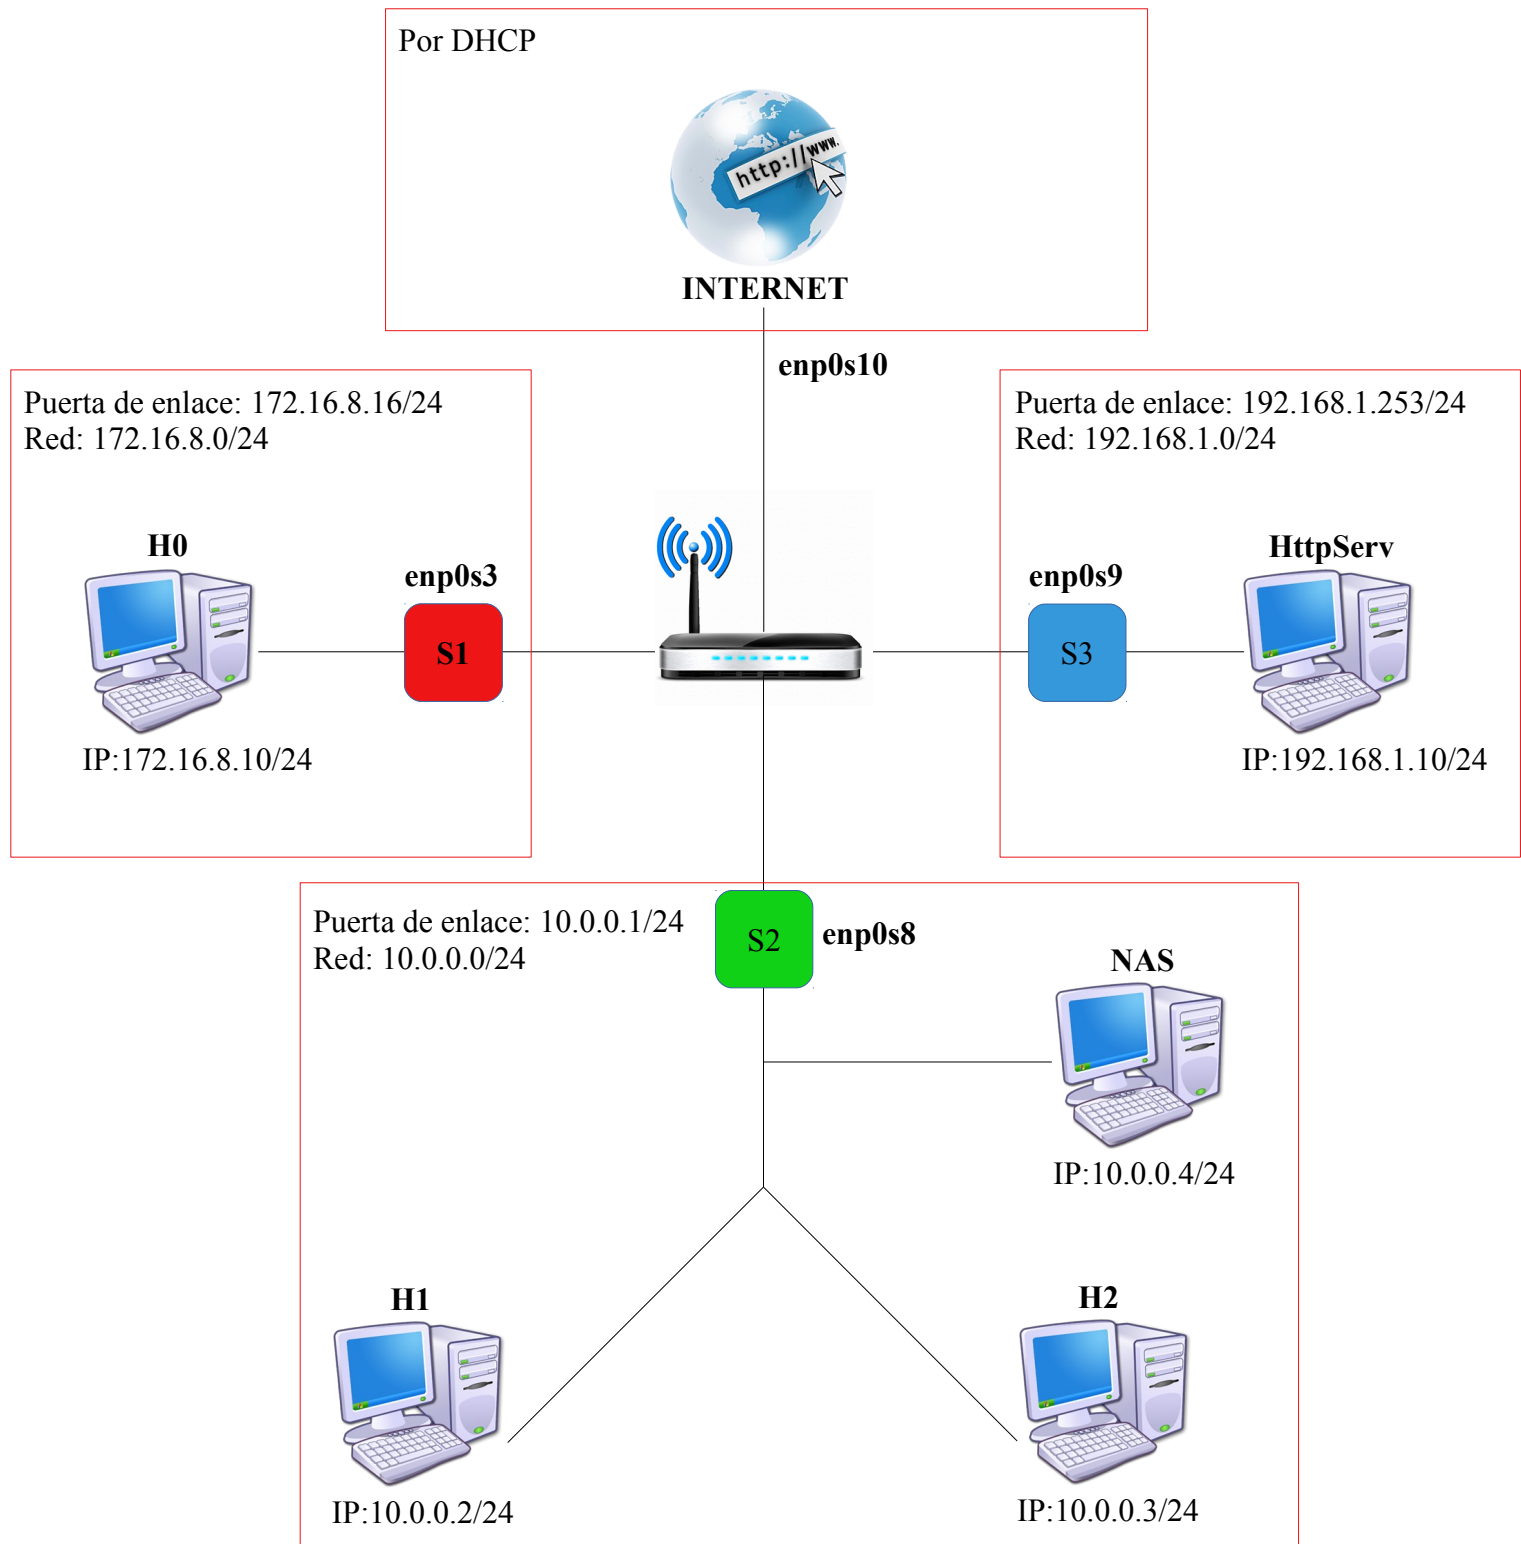 Por DHCP
http://www.
INTERNET
enp0s10
Puerta de enlace: 172.16.8.16/24
Red: 172.16.8.0/24
Puerta de enlace: 192.168.1.253/24
Red: 192.168.1.0/24
H0
enp0s3
S1
IP:172.16.8.10/24
enp0s9
S3
HttpServ
IP:192.168.1.10/24
Puerta de enlace: 10.0.0.1/24
Red: 10.0.0.0/24
S2
enp0s8
NAS
IP:10.0.0.4/24
H1
IP:10.0.0.2/24
H2
IP:10.0.0.3/24